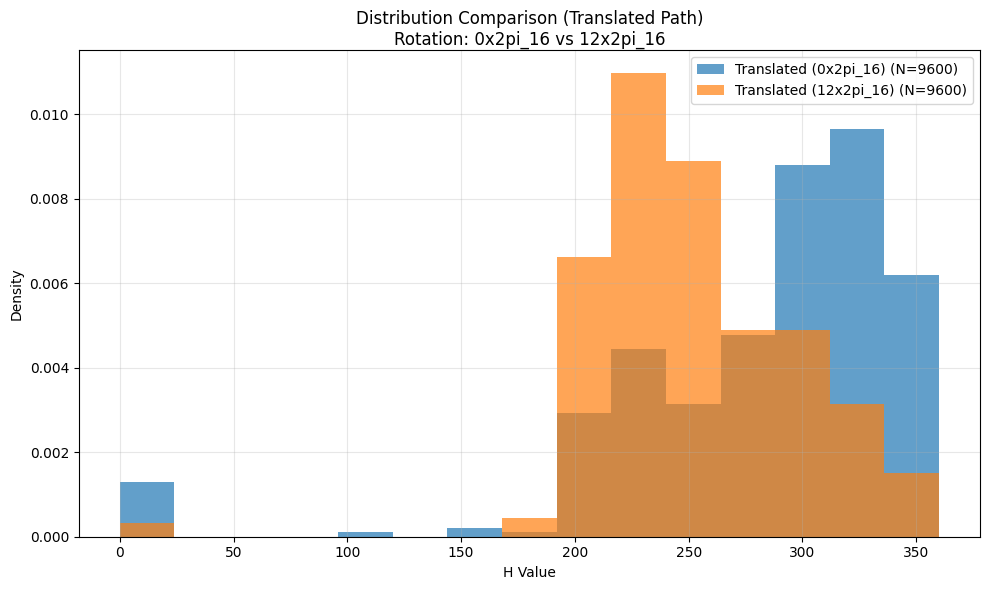 Distribution Comparison (Translated Path)
Rotation: 0x2pi_16 vs 12x2pi_16
Translated (0x2pi_16) (N=9600)
Translated (12x2pi_16) (N=9600)
Density
0.010
0.008
0.006
0.004
0.002
0.000
0 50 100 150 200 250 300 350
H Value